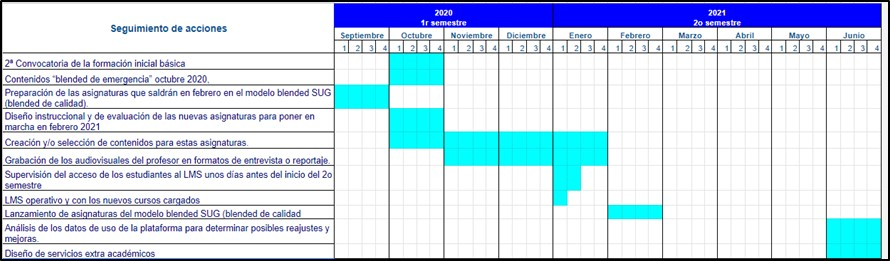 Seguimiento de acciones
2020
1r semestre
2021
2o semestre
Septiembre Octubre Noviembre Diciembre Enero Febrero Marzo Abril Mayo Junio
1 2 3 4 1 2 3 4 1 2 3 4 1 2 3 4 1 2 3 4 1 2 3 4 1 2 3 4 1 2 3 4 1 2 3 4 1 2 3 4
2ª Convocatoria de la formación inicial básica
Contenidos “blended de emergencia” octubre 2020.
Preparación de las asignaturas que saldrán en febrero en el modelo blended SUG
(blended de calidad).
Diseño instruccional y de evaluación de las nuevas asignaturas para poner en
marcha en febrero 2021
Creación y/o selección de contenidos para estas asignaturas.
Grabación de los audiovisuales del profesor en formatos de entrevista o reportaje.
Supervisión del acceso de los estudiantes al LMS unos días antes del inicio del 2o
semestre
LMS operativo y con los nuevos cursos cargados
Lanzamiento de asignaturas del modelo blended SUG (blended de calidad
Análisis de los datos de uso de la plataforma para determinar posibles reajustes y
mejoras.
Diseño de servicios extra académicos